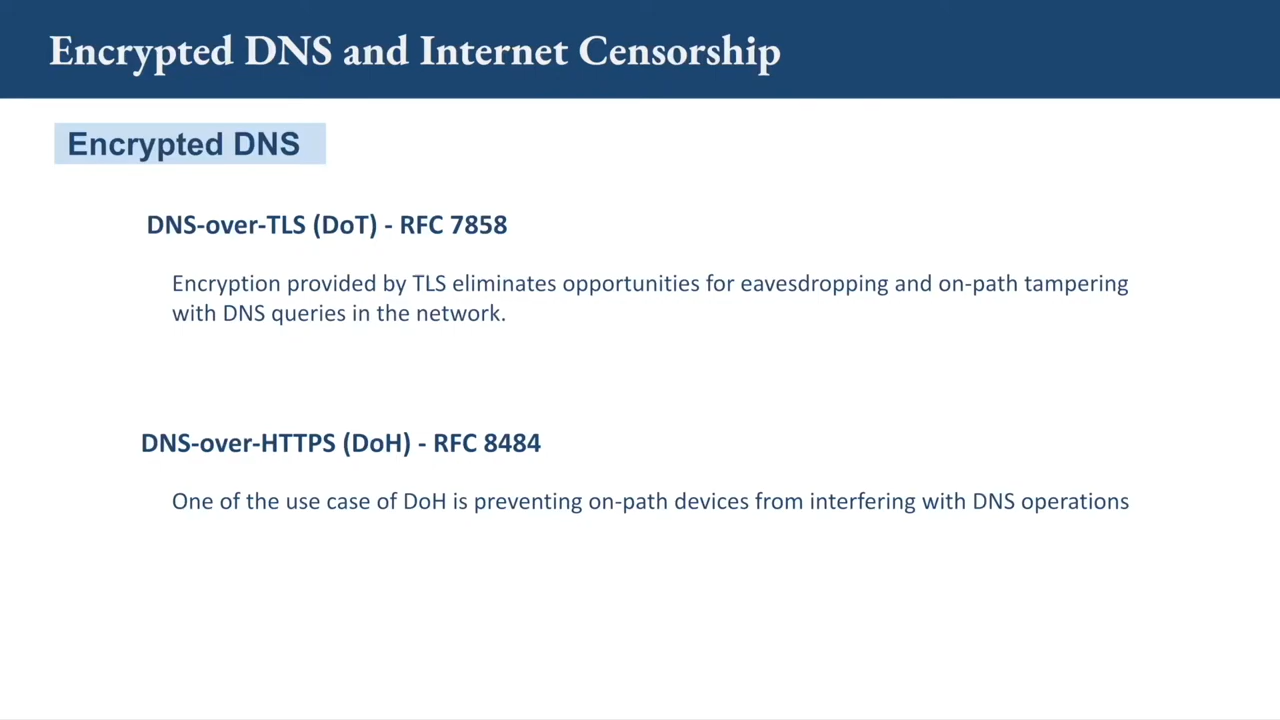 Encrypted DNS and Internet Censorship
Encrypted DNS
DNS-over-TLS (DoT) - RFC 7858
Encryption provided by TLS eliminates opportunities for eavesdropping and on-path tampering
with DNS queries in the network.
DNS-over-HTTPS (DoH) - RFC 8484
One of the use case of DoH is preventing on-path devices from interfering with DNS operations